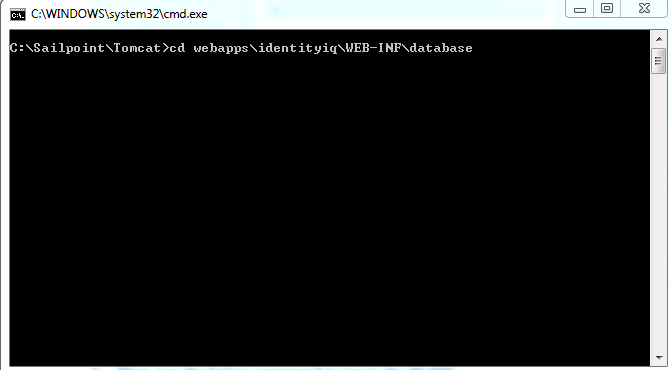 C:\WINDOWS\system32\cmd.exe
C:\Sailpoint\Tomcat>cd webapps\identityiq\WEB-INF\database